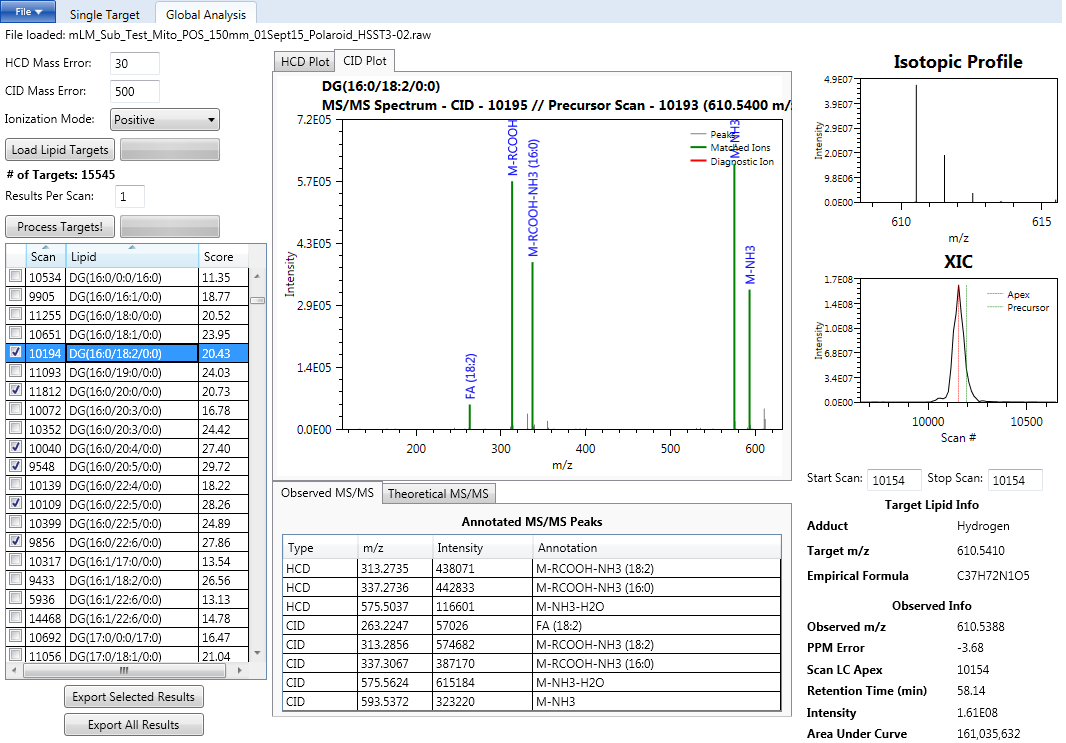 File
Single Target
Global Analysis
File loaded: mLM_Sub_Test_Mito_POS_150mm_01Sept15_Polaroid_HSST3-02.raw
HCD Mass Error: 30
CID Mass Error: 500
Ionization Mode: Positive
Load Lipid Targets
# of Targets: 15545
Results Per Scan: 1
Process Targets!
Scan Lipid Score
10534 DG(16:0/0:0/16:0) 11.35
9905 DG(16:0/16:1/0:0) 18.77
11255 DG(16:0/18:0/0:0) 20.52
10651 DG(16:0/18:1/0:0) 23.95
10194 DG(16:0/18:2/0:0) 20.43
11093 DG(16:0/19:0/0:0) 24.03
11812 DG(16:0/20:0/0:0) 20.73
10072 DG(16:0/20:3/0:0) 16.78
10352 DG(16:0/20:3/0:0) 24.42
10040 DG(16:0/20:4/0:0) 27.40
9548 DG(16:0/20:5/0:0) 29.72
10139 DG(16:0/22:4/0:0) 18.22
10109 DG(16:0/22:5/0:0) 28.26
10399 DG(16:0/22:5/0:0) 24.89
9856 DG(16:0/22:6/0:0) 27.86
10317 DG(16:1/17:0/0:0) 13.54
9433 DG(16:1/18:2/0:0) 26.56
5936 DG(16:1/22:6/0:0) 13.13
14468 DG(16:1/22:6/0:0) 14.78
10692 DG(17:0/0:0/17:0) 16.47
11056 DG(17:0/18:1/0:0) 21.04
Export Selected Results
Export All Results
HCD Plot
CID Plot
DG(16:0/18:2/0:0)
MS/MS Spectrum - CID - 10195 // Precursor Scan - 10193 (610.5400 m/
7.2E05
5.7E05
4.3E05
2.9E05
1.4E05
0.0E00
Intensity
FA (18:2)
M-RCOOH
M-RCOOH-NH3 (16:0)
M-NH3
M-NH3
Peaks
Matched Ions
Diagnostic Ion
200 300 400 500 600
m/z
Observed MS/MS
Theoretical MS/MS
Annotated MS/MS Peaks
Type m/z Intensity Annotation
HCD 313.2735 438071 M-RCOOH-NH3 (18:2)
HCD 337.2736 442833 M-RCOOH-NH3 (16:0)
HCD 575.5037 116601 M-NH3-H2O
CID 263.2247 57026 FA (18:2)
CID 313.2856 574682 M-RCOOH-NH3 (18:2)
CID 337.3067 387170 M-RCOOH-NH3 (16:0)
CID 575.5624 615184 M-NH3-H2O
CID 593.5372 323220 M-NH3
Isotopic Profile
4.9E07
3.9E07
2.9E07
2.0E07
9.8E06
0.0E00
Intensity
610 615
m/z
XIC
1.7E08
1.4E08
1.0E08
6.8E07
3.4E07
0.0E00
Intensity
Apex
Precursor
10000 10500
Scan #
Start Scan: 10154 Stop Scan: 10154
Target Lipid Info
Adduct Hydrogen
Target m/z 610.5410
Empirical Formula C37H72N1O5
Observed Info
Observed m/z 610.5388
PPM Error -3.68
Scan LC Apex 10154
Retention Time (min) 58.14
Intensity 1.61E08
Area Under Curve 161,035,632